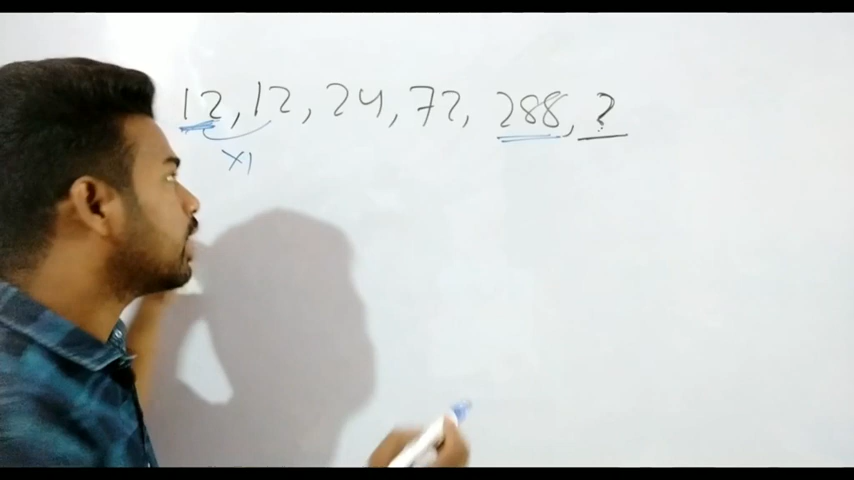 12, 12, 24, 72, 288, ?
×1